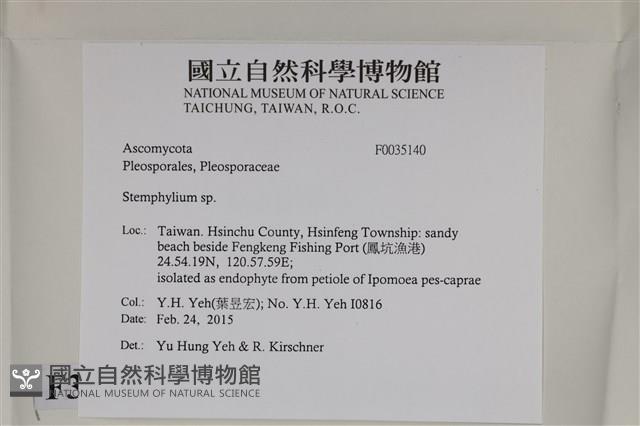 國立自然科學博物館
NATIONAL MUSEUM OF NATURAL SCIENCE
TAICHUNG, TAIWAN, R.O.C.
Ascomycota F0035140
Pleosporales, Pleosporaceae
Stemphylium sp.
Loc.: Taiwan. Hsinchu County, Hsinfeng Township: sandy
beach beside Fengkeng Fishing Port (鳳坑漁港)
24.54.19N, 120.57.59E;
isolated as endophyte from petiole of Ipomoea pes-caprae
Col.: Y.H. Yeh(葉昱宏); No. Y.H. Yeh I0816
Date: Feb. 24, 2015
Det.: Yu Hung Yeh & R. Kirschner
國立自然科學博物館
NATIONAL MUSEUM OF NATURAL SCIENCE